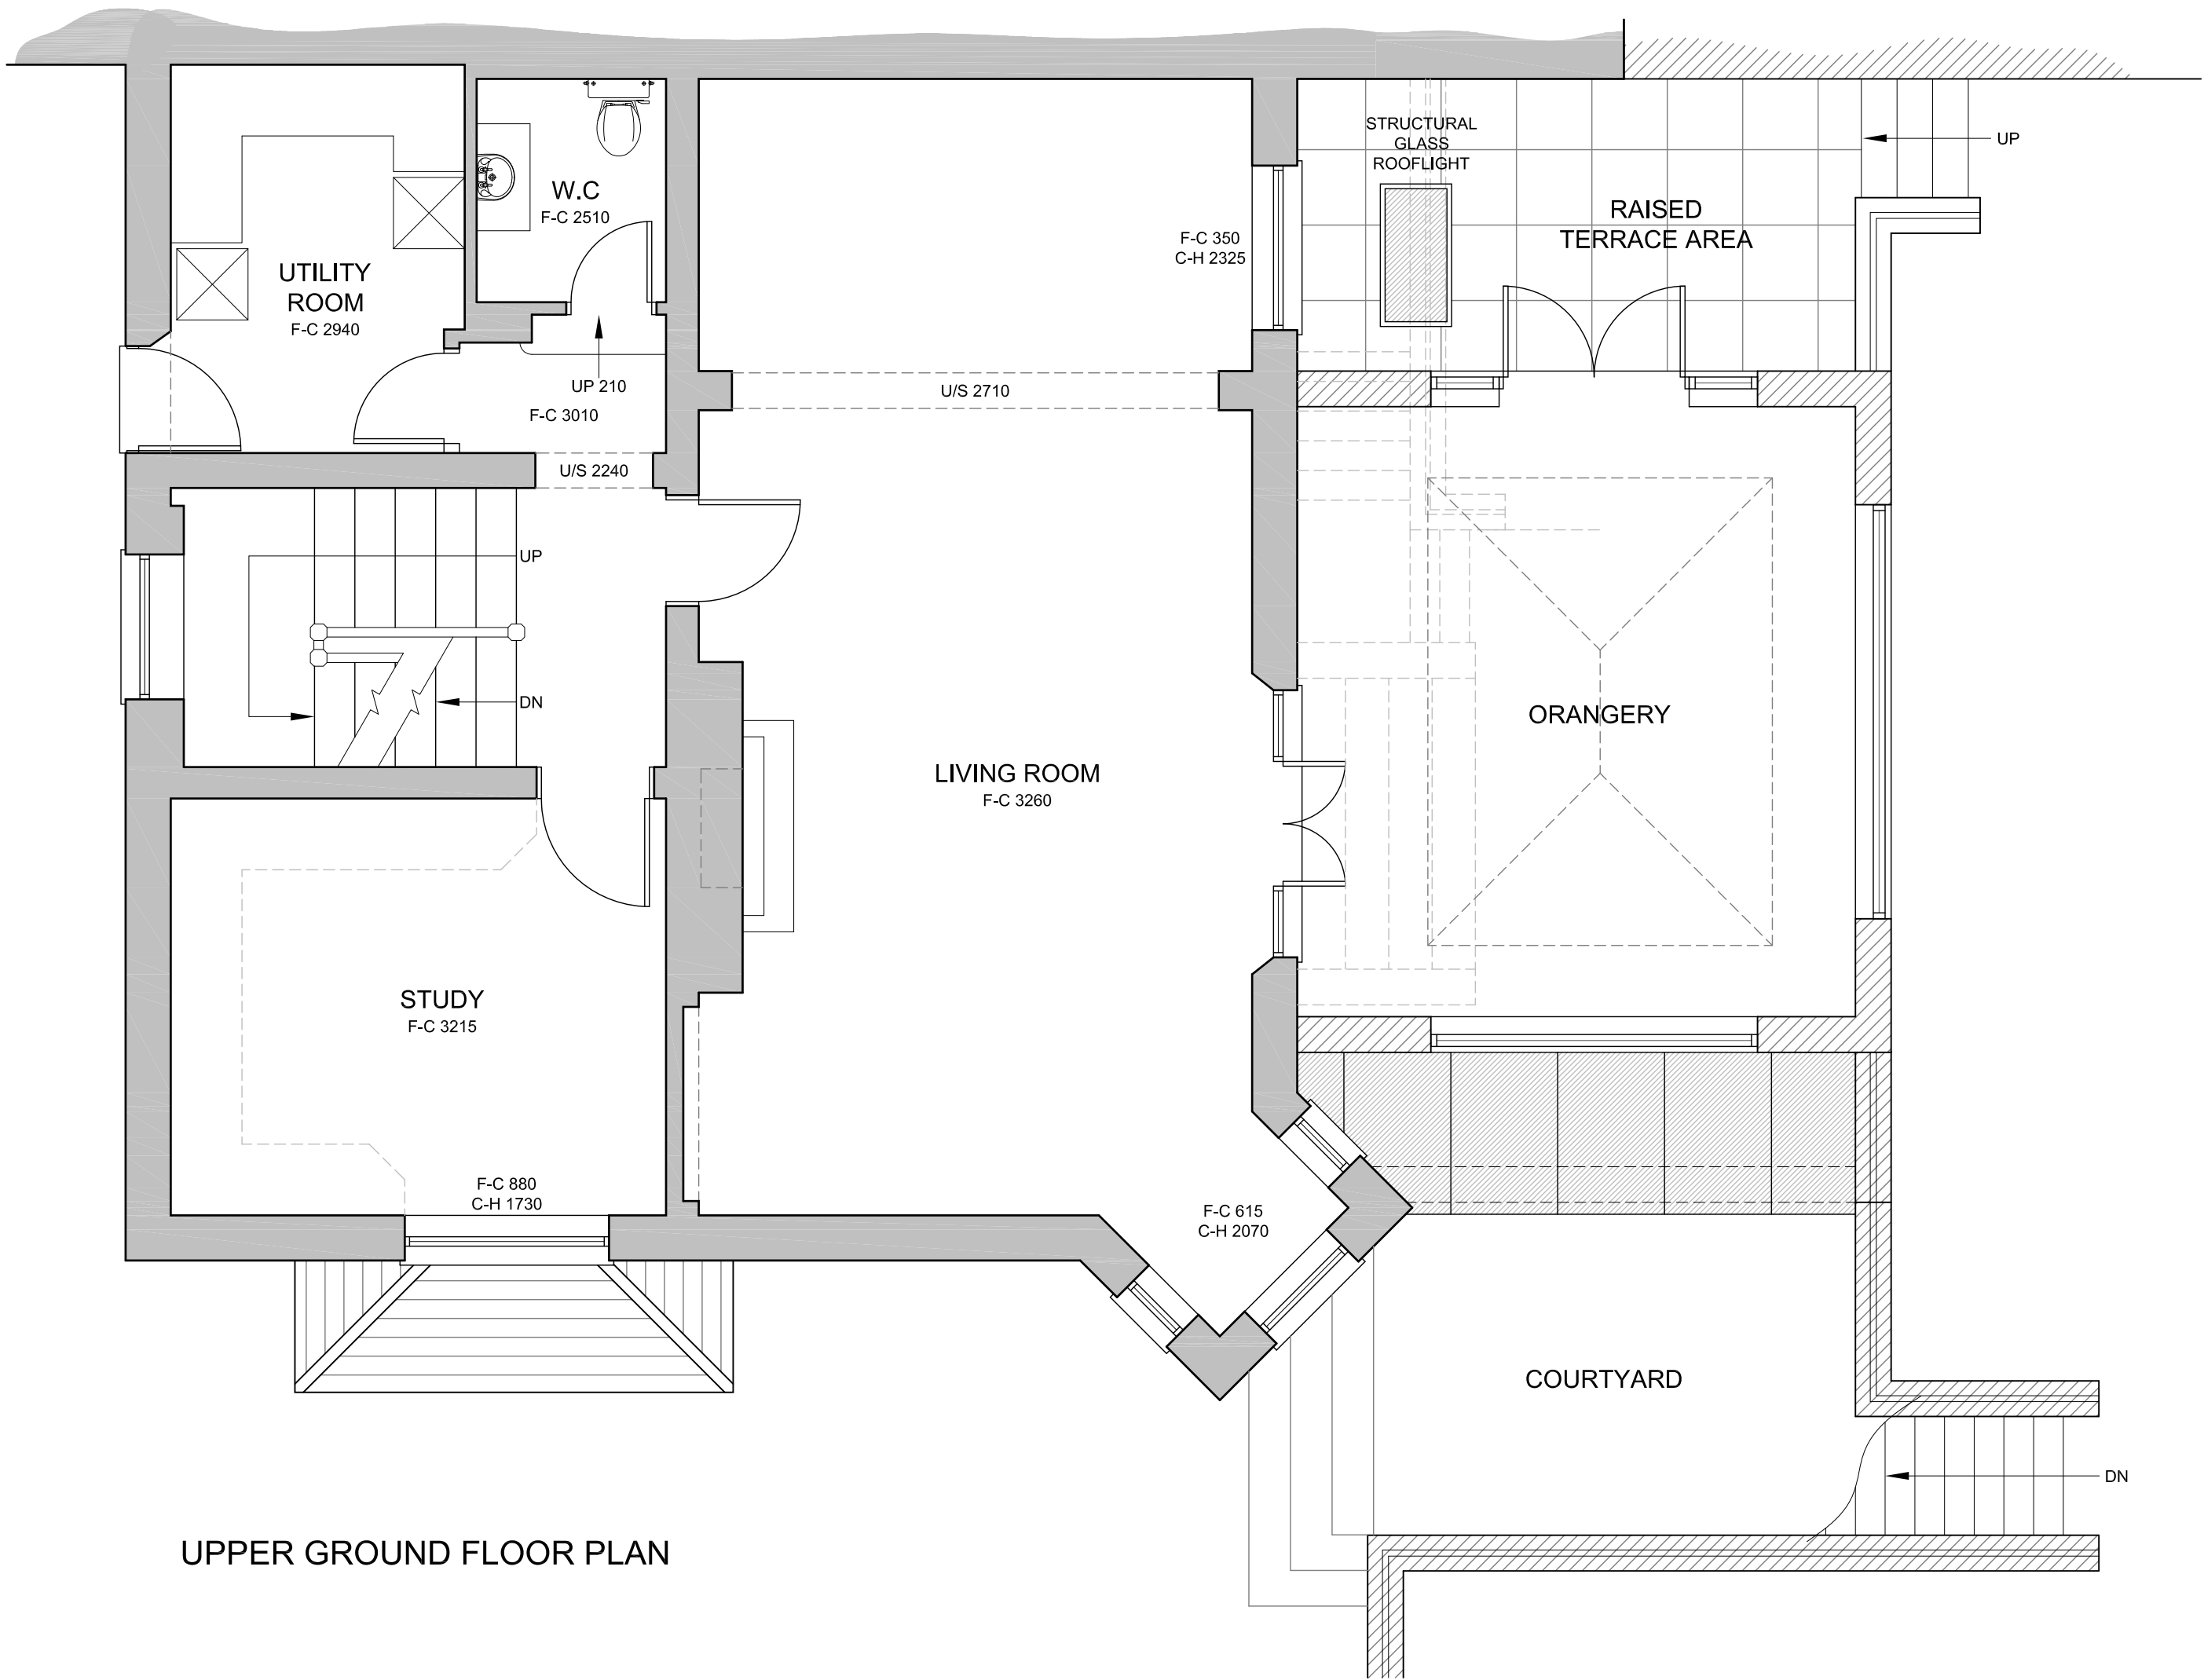 STRUCTURAL
GLASS
ROOFLIGHT
UP
W.C
F-C 2510
RAISED
TERRACE AREA
F-C 350
C-H 2325
UTILITY
ROOM
F-C 2940
UP 210
F-C 3010
U/S 2710
U/S 2240
UP
DN
ORANGERY
LIVING ROOM
F-C 3260
STUDY
F-C 3215
F-C 880
C-H 1730
F-C 615
C-H 2070
COURTYARD
DN
UPPER GROUND FLOOR PLAN